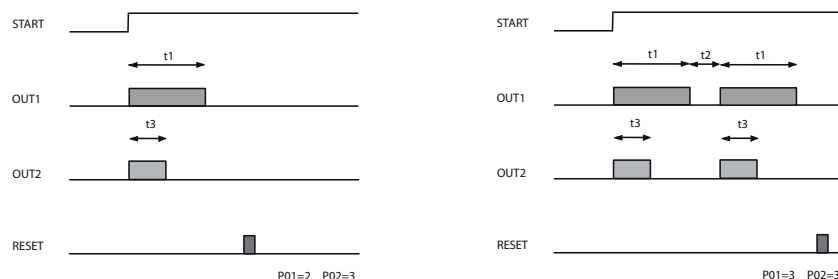 START
t1
OUT1
t3
OUT2
RESET
P01=2 P02=3
START
t1 t2 t1
OUT1
t3 t3
OUT2
RESET
P01=3 P02=3